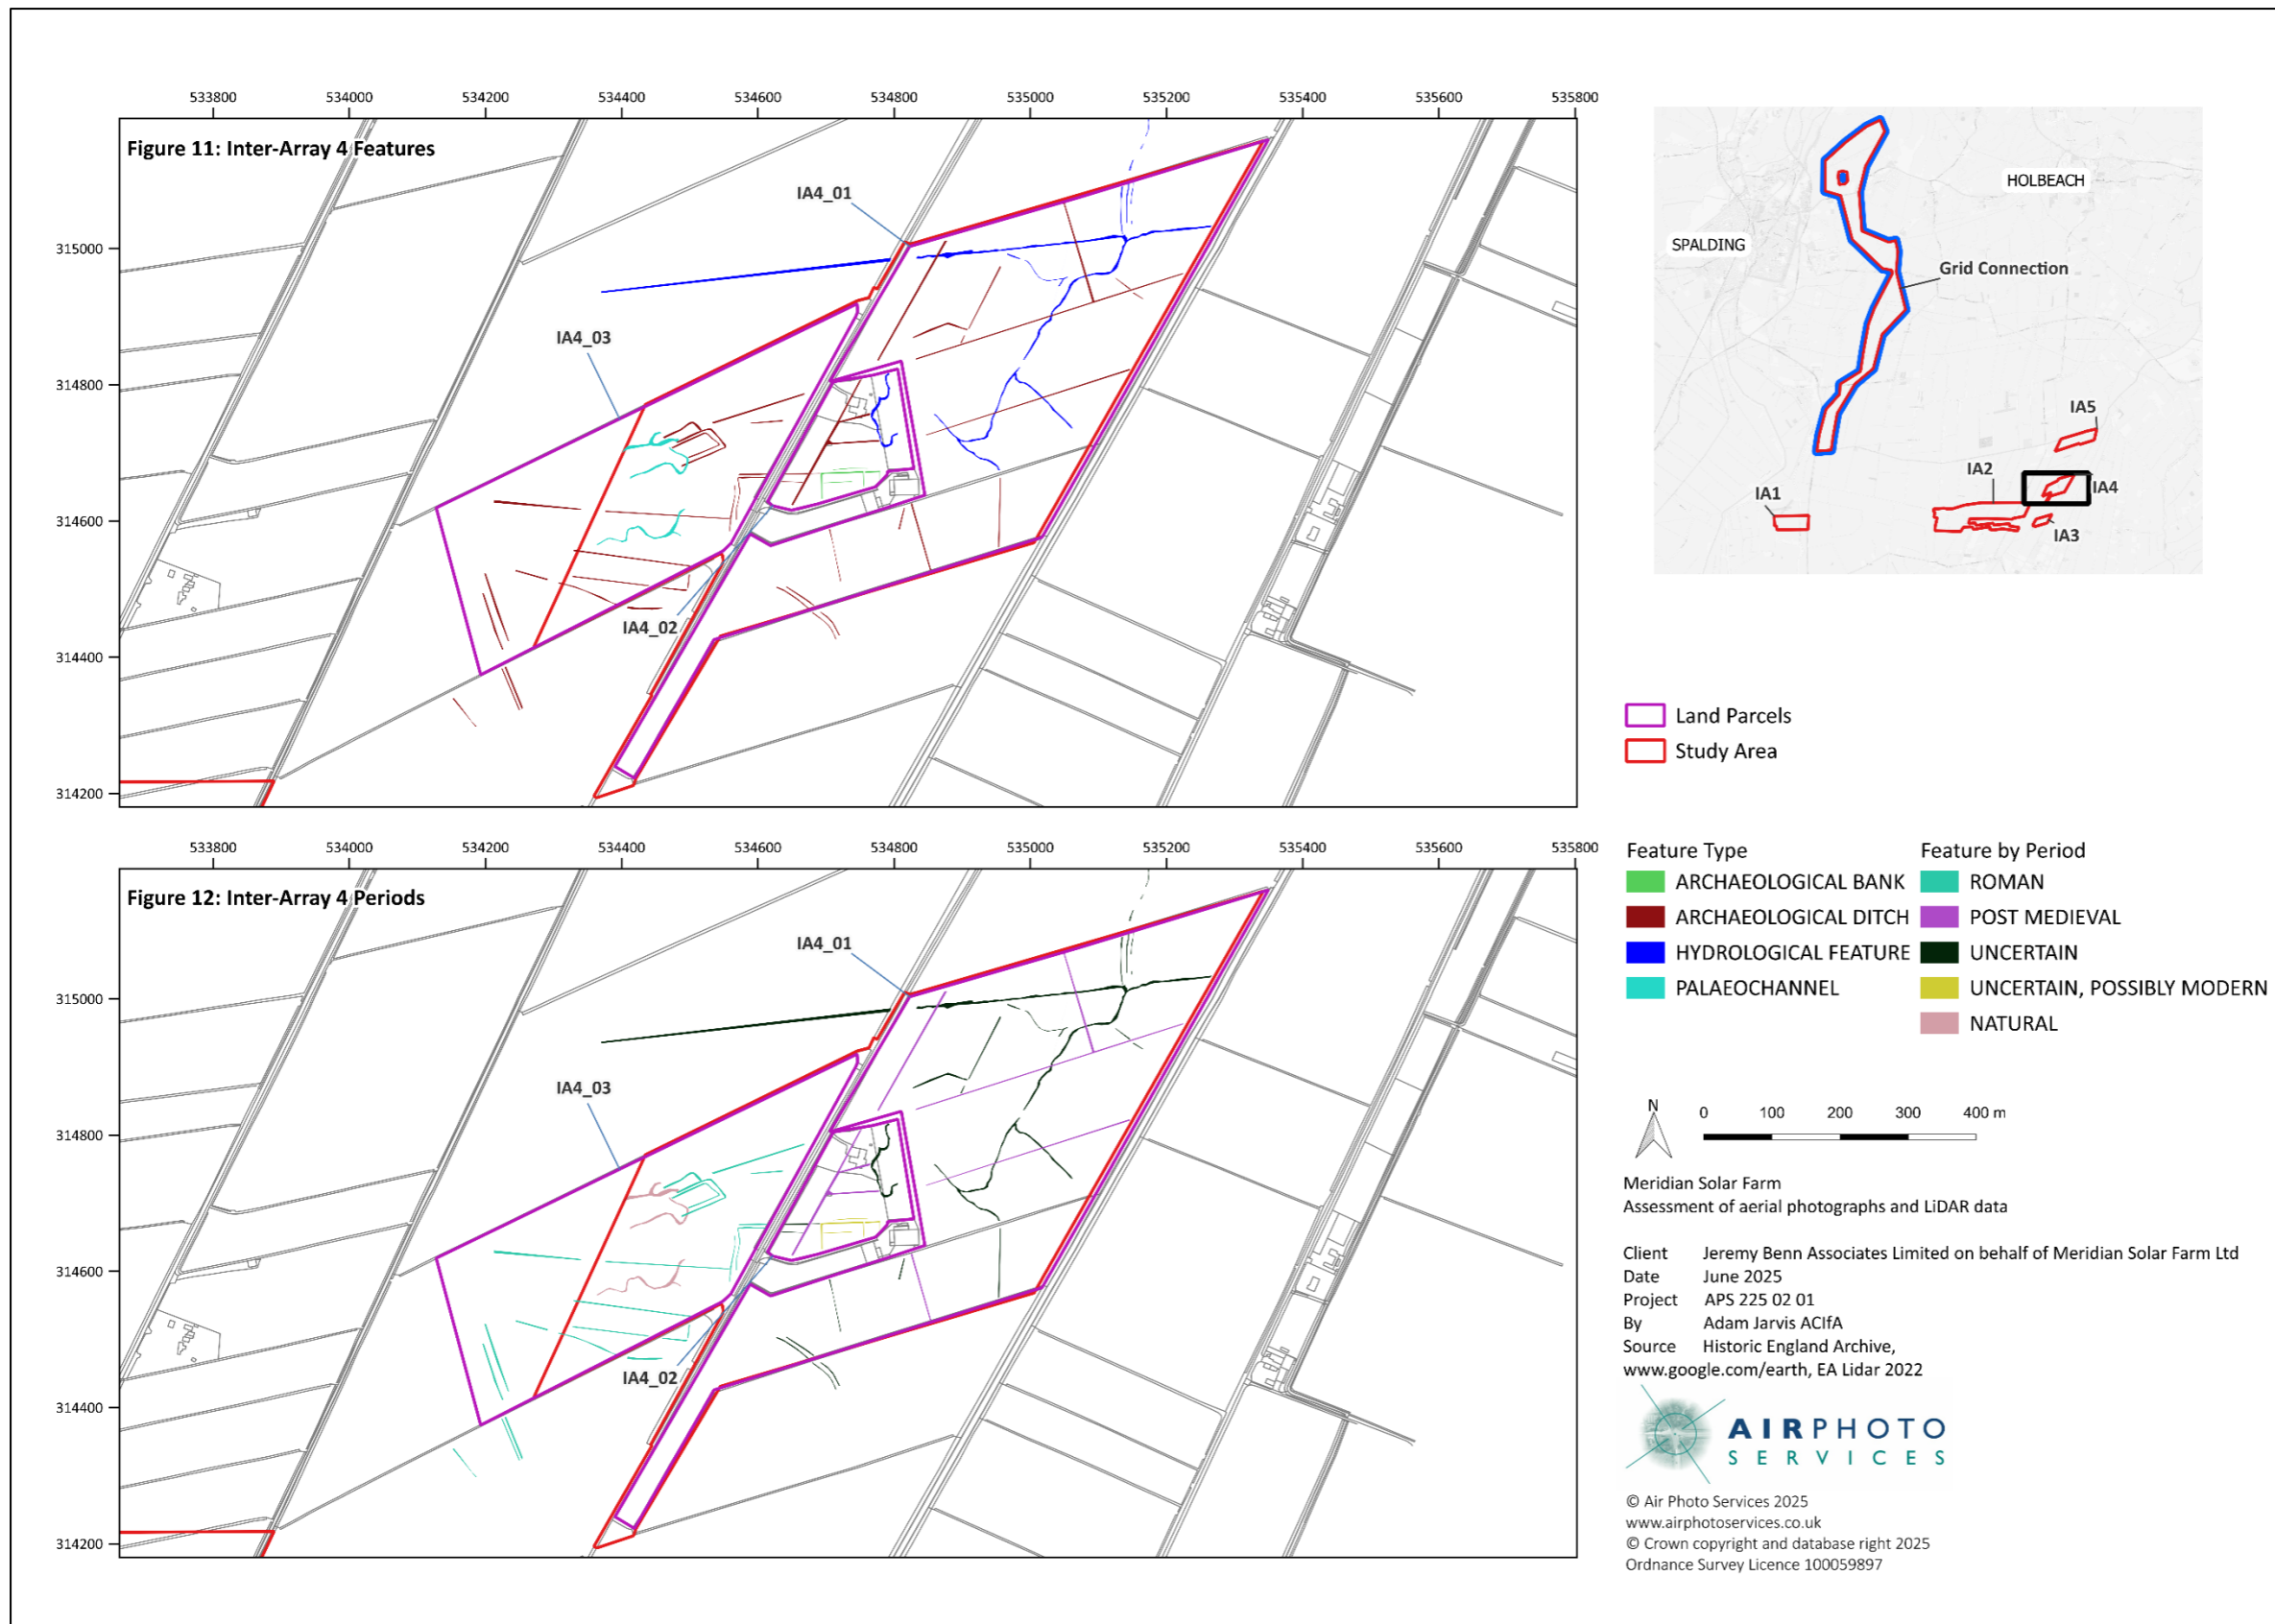 533800 534000 534200 534400 534600 534800 535000 535200 535400 535600 535800
Figure 11: Inter-Array 4 Features
IA4_01
315000
IA4_03
314800
314600
IA4_02
314400
314200
533800 534000 534200 534400 534600 534800 535000 535200 535400 535600 535800
Figure 12: Inter-Array 4 Periods
IA4_01
315000
IA4_03
314800
314600
IA4_02
314400
314200
HOLBEACH
SPALDING
Grid Connection
IA5
IA2
IA1
IA4
IA3
Land Parcels
Study Area
Feature Type
ARCHAEOLOGICAL BANK
ARCHAEOLOGICAL DITCH
HYDROLOGICAL FEATURE
PALAEOCHANNEL
Feature by Period
ROMAN
POST MEDIEVAL
UNCERTAIN
UNCERTAIN, POSSIBLY MODERN
NATURAL
N
0 100 200 300 400 m
Meridian Solar Farm
Assessment of aerial photographs and LiDAR data
Client Jeremy Benn Associates Limited on behalf of Meridian Solar Farm Ltd
Date June 2025
Project APS 225 02 01
By Adam Jarvis ACIfA
Source Historic England Archive,
www.google.com/earth, EA Lidar 2022
AIRPHOTO
SERVICES
© Air Photo Services 2025
www.airphotoservices.co.uk
© Crown copyright and database right 2025
Ordnance Survey Licence 100059897